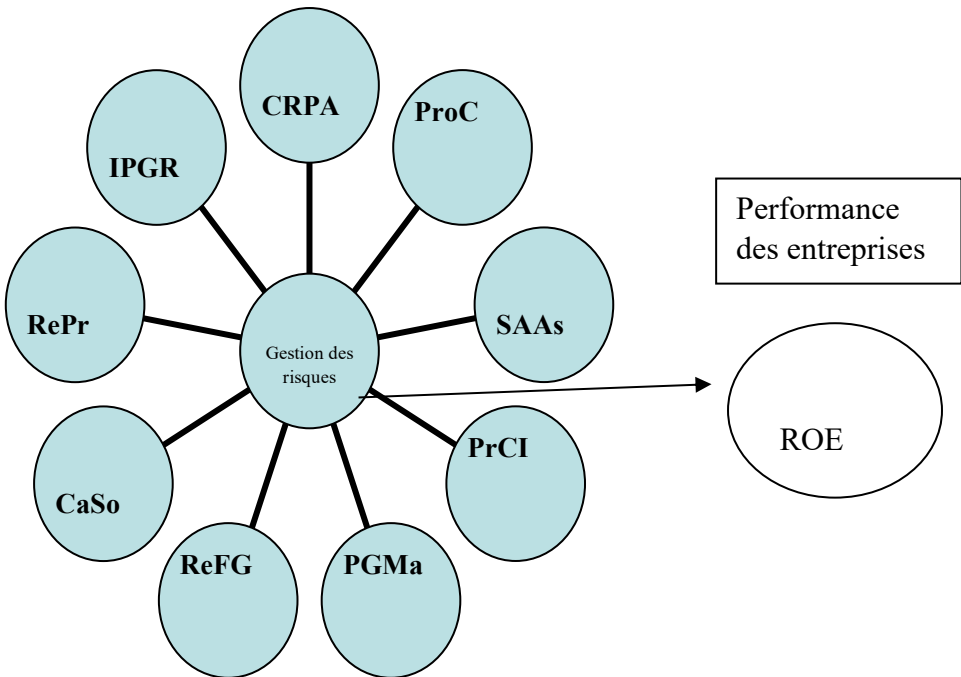 CRPA
ProC
IPGR
Performance
des entreprises
RePr
SAAs
Gestion des
risques
ROE
PrCI
CaSo
ReFG
PGMa